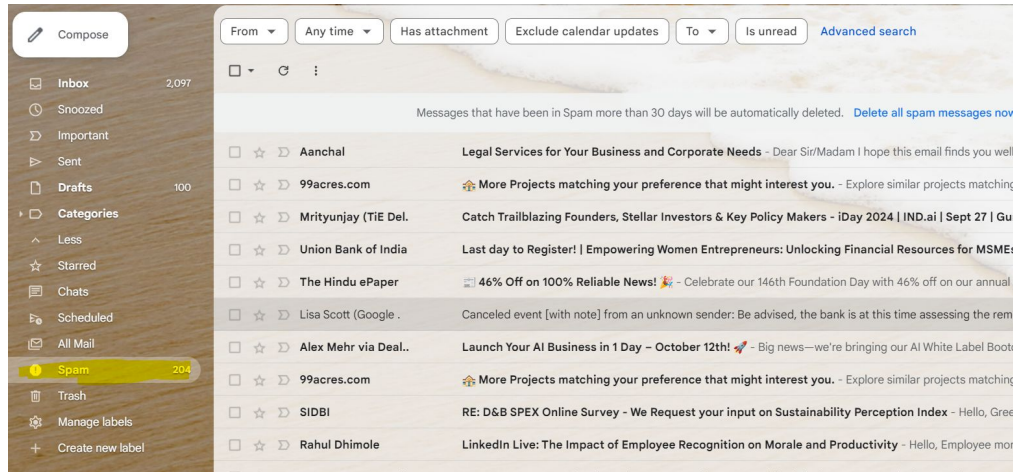 Compose
From Any time Has attachment Exclude calendar updates To Is unread Advanced search
Inbox 2,097
Snoozed
Important
Sent
Drafts 100
Categories
Less
Starred
Chats
Scheduled
All Mail
Spam 204
Trash
Manage labels
Create new label
Messages that have been in Spam more than 30 days will be automatically deleted. Delete all spam messages now
Aanchal Legal Services for Your Business and Corporate Needs - Dear Sir/Madam I hope this email finds you well
99acres.com More Projects matching your preference that might interest you. - Explore similar projects matching
Mrityunjay (TiE Del. Catch Trailblazing Founders, Stellar Investors & Key Policy Makers - iDay 2024 | IND.ai | Sept 27 | Gu
Union Bank of India Last day to Register! | Empowering Women Entrepreneurs: Unlocking Financial Resources for MSMEs
The Hindu ePaper 46% Off on 100% Reliable News! 🎉 - Celebrate our 146th Foundation Day with 46% off on our annual
Lisa Scott (Google . Canceled event [with note] from an unknown sender: Be advised, the bank is at this time assessing the rem
Alex Mehr via Deal.. Launch Your AI Business in 1 Day – October 12th! 🚀 - Big news—we're bringing our AI White Label Boot
99acres.com More Projects matching your preference that might interest you. - Explore similar projects matching
SIDBI RE: D&B SPEX Online Survey - We Request your input on Sustainability Perception Index - Hello, Gree
Rahul Dhimole LinkedIn Live: The Impact of Employee Recognition on Morale and Productivity - Hello, Employee mor